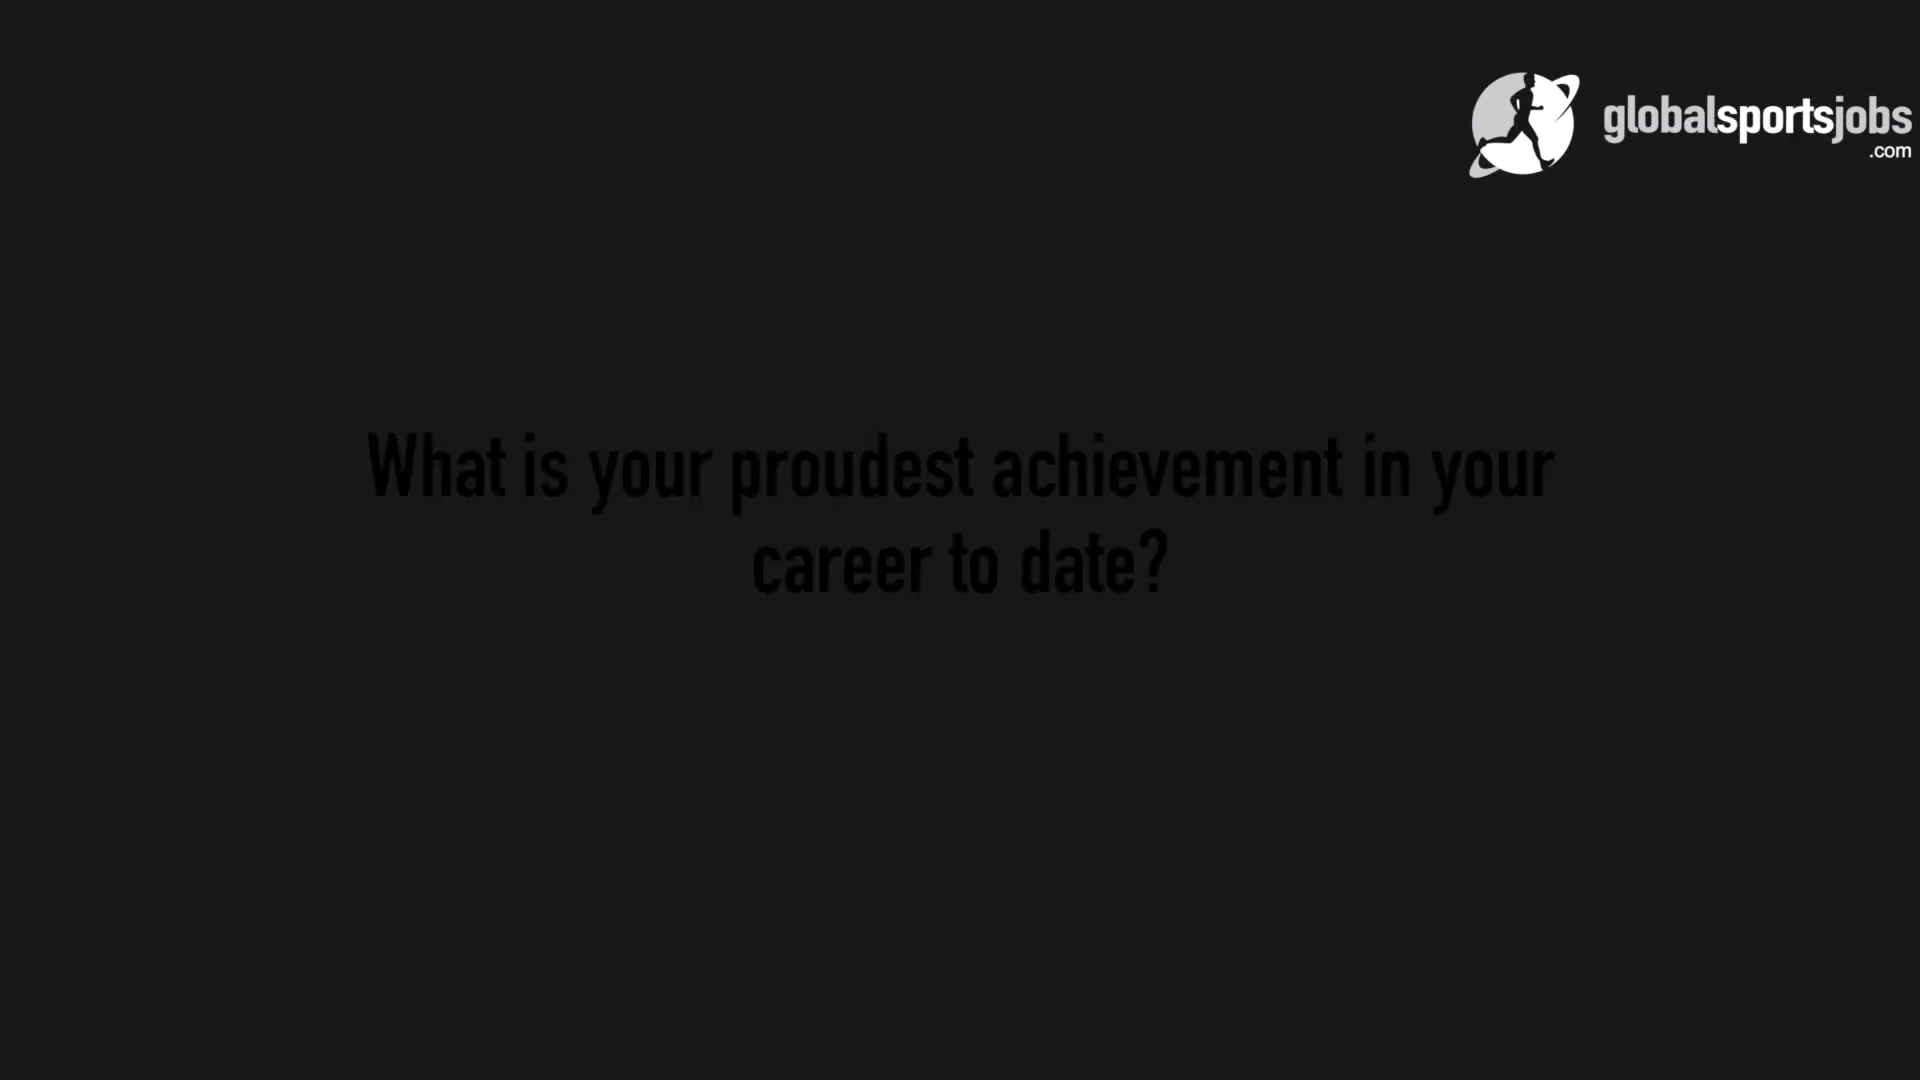 globalsportsjobs
.com
What is your proudest achievement in your
career to date?